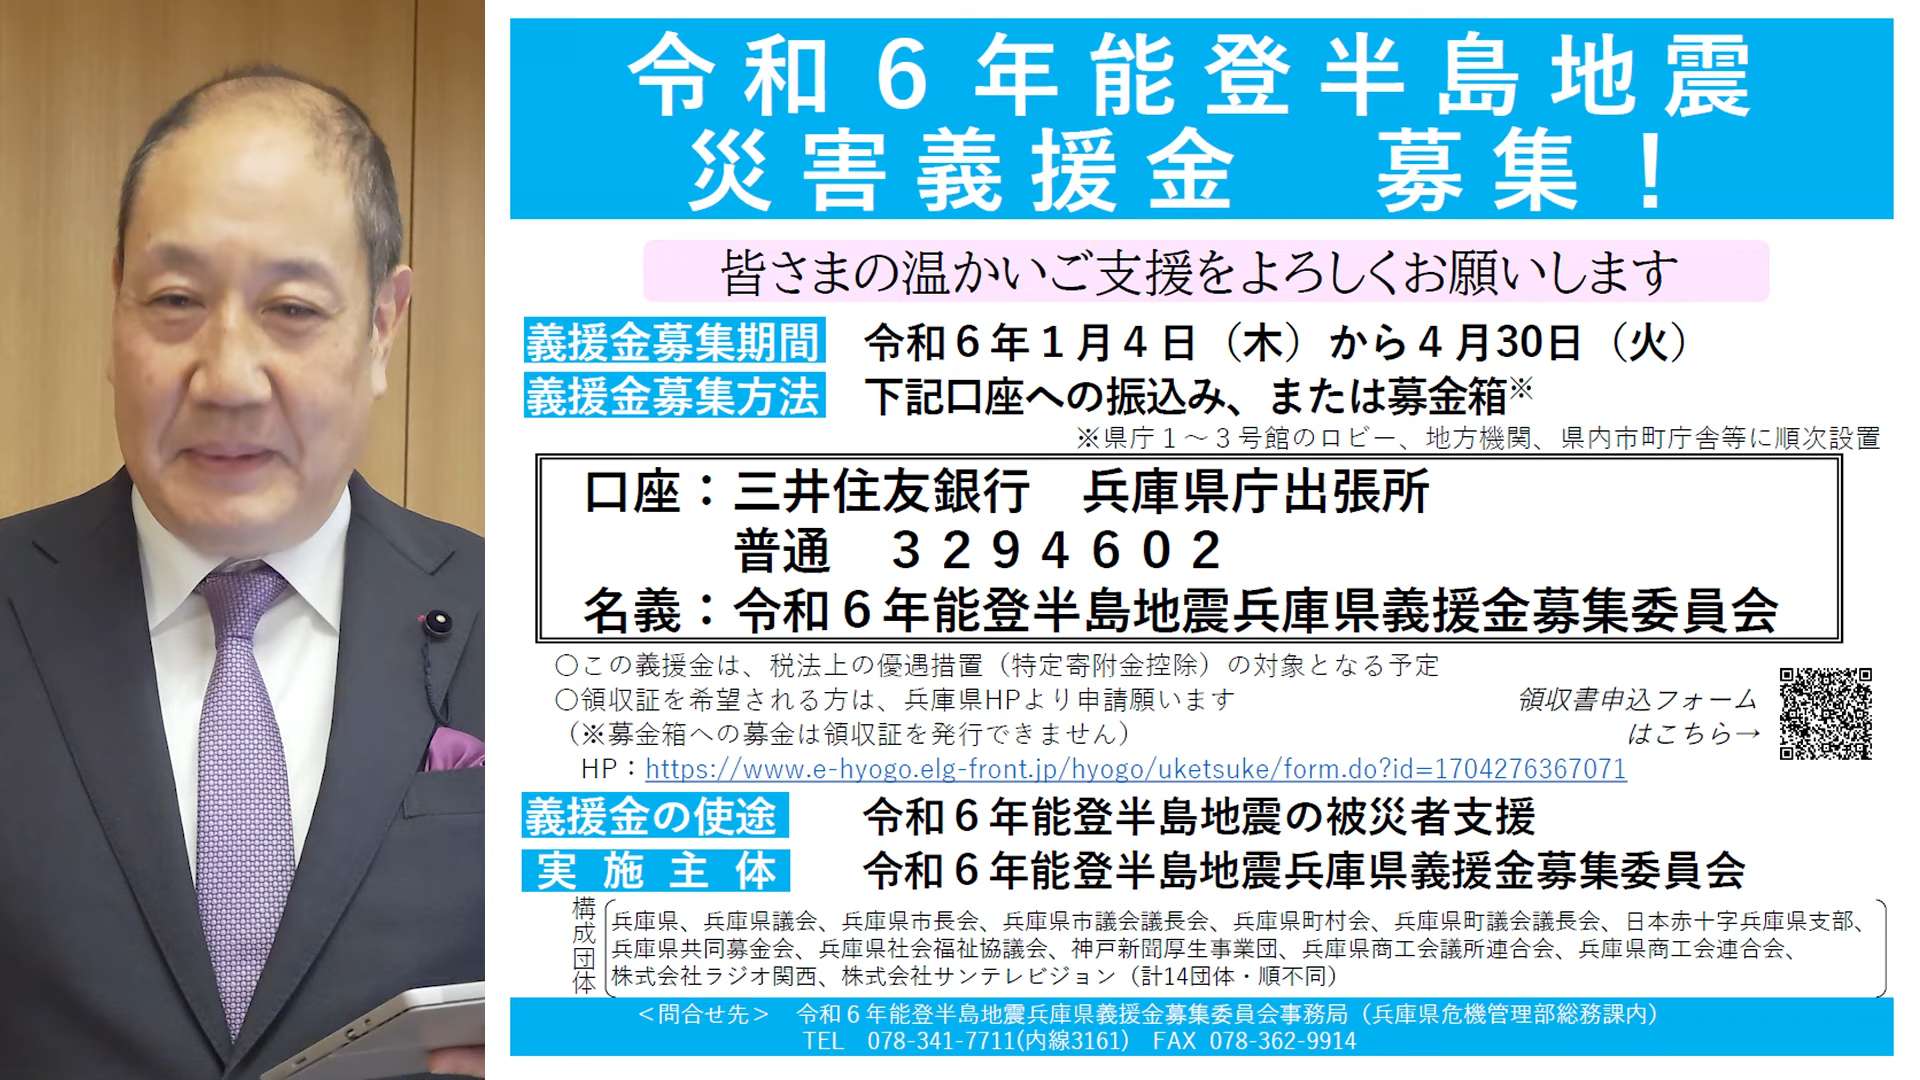 令和６年能登半島地震
災害義援金　募集！
皆さまの温かいご支援をよろしくお願いします
義援金募集期間　令和６年１月４日（木）から４月30日（火）
義援金募集方法　下記口座への振込み、または募金箱※
※県庁１～３号館のロビー、地方機関、県内市町庁舎等に順次設置
口座：三井住友銀行　兵庫県庁出張所
普通　３２９４６０２
名義：令和６年能登半島地震兵庫県義援金募集委員会
○この義援金は、税法上の優遇措置（特定寄附金控除）の対象となる予定
○領収証を希望される方は、兵庫県HPより申請願います
（※募金箱への募金は領収証を発行できません）
領収書申込フォーム
はこちら→
HP：https://www.e-hyogo.elg-front.jp/hyogo/uketsuke/form.do?id=1704276367071
義援金の使途　令和６年能登半島地震の被災者支援
実施主体　令和６年能登半島地震兵庫県義援金募集委員会
構成団体
兵庫県、兵庫県議会、兵庫県市長会、兵庫県市議会議長会、兵庫県町村会、兵庫県町議会議長会、日本赤十字兵庫県支部、
兵庫県共同募金会、兵庫県社会福祉協議会、神戸新聞厚生事業団、兵庫県商工会議所連合会、兵庫県商工会連合会、
株式会社ラジオ関西、株式会社サンテレビジョン（計14団体・順不同）
＜問合せ先＞　令和６年能登半島地震兵庫県義援金募集委員会事務局（兵庫県危機管理部総務課内）
TEL　078-341-7711(内線3161)　FAX 078-362-9914